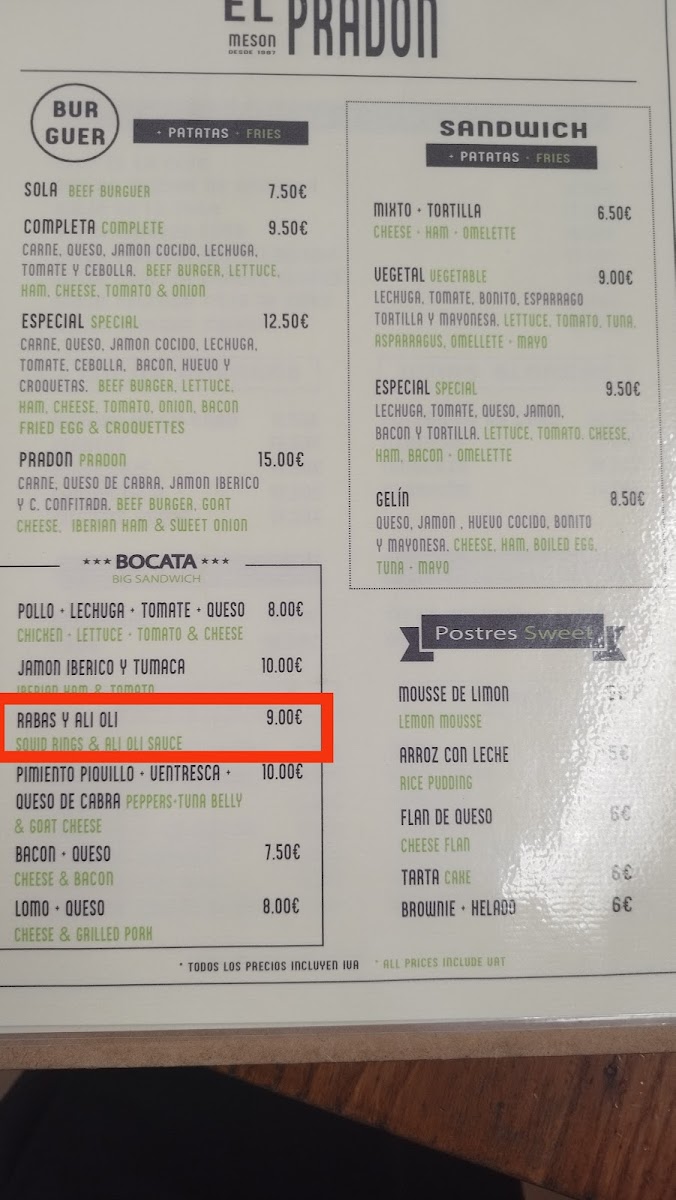 EL
MESON
DESDE 1987
PRADON
BUR
GUER
· PATATAS · FRIES
SOLA BEEF BURGUER 7.50€
COMPLETA COMPLETE 9.50€
CARNE, QUESO, JAMON COCIDO, LECHUGA,
TOMATE Y CEBOLLA. BEEF BURGER, LETTUCE,
HAM, CHEESE, TOMATO & ONION
ESPECIAL SPECIAL 12.50€
CARNE, QUESO, JAMON COCIDO, LECHUGA,
TOMATE, CEBOLLA, BACON, HUEVO Y
CROQUETAS. BEEF BURGER, LETTUCE,
HAM, CHEESE, TOMATO, ONION, BACON
FRIED EGG & CROQUETTES
PRADON PRADON 15.00€
CARNE, QUESO DE CABRA, JAMON IBERICO
Y C. CONFITADA. BEEF BURGER, GOAT
CHEESE, IBERIAN HAM & SWEET ONION
*** BOCATA ***
BIG SANDWICH
POLLO + LECHUGA + TOMATE + QUESO 8.00€
CHICKEN · LETTUCE · TOMATO & CHEESE
JAMON IBERICO Y TUMACA 10.00€
IBERIAN HAM & TOMATO
RABAS Y ALI OLI 9.00€
SQUID RINGS & ALI OLI SAUCE
PIMIENTO PIQUILLO + VENTRESCA + 10.00€
QUESO DE CABRA PEPPERS+TUNA BELLY
& GOAT CHEESE
BACON + QUESO 7.50€
CHEESE & BACON
LOMO + QUESO 8.00€
CHEESE & GRILLED PORK
SANDWICH
· PATATAS · FRIES
MIXTO + TORTILLA 6.50€
CHEESE · HAM · OMELETTE
VEGETAL VEGETABLE 9.00€
LECHUGA, TOMATE, BONITO, ESPARRAGO
TORTILLA Y MAYONESA. LETTUCE, TOMATO, TUNA,
ASPARRAGUS, OMELLETE · MAYO
ESPECIAL SPECIAL 9.50€
LECHUGA, TOMATE, QUESO, JAMON,
BACON Y TORTILLA. LETTUCE, TOMATO. CHEESE,
HAM, BACON · OMELETTE
GELÍN 8.50€
QUESO, JAMON , HUEVO COCIDO, BONITO
Y MAYONESA. CHEESE, HAM, BOILED EGG,
TUNA · MAYO
Postres Sweet
MOUSSE DE LIMON
LEMON MOUSSE
ARROZ CON LECHE 5€
RICE PUDDING
FLAN DE QUESO 6€
CHEESE FLAN
TARTA CAKE 6€
BROWNIE + HELADO 6€
* TODOS LOS PRECIOS INCLUYEN IVA * ALL PRICES INCLUDE VAT